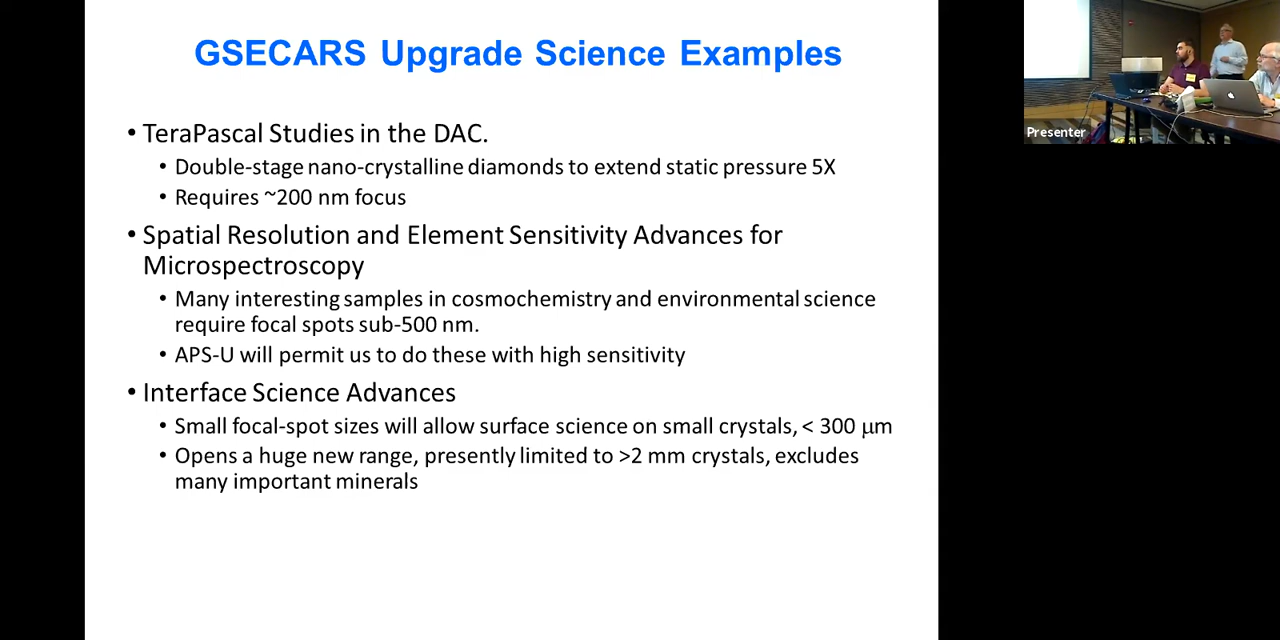 GSECARS Upgrade Science Examples
• TeraPascal Studies in the DAC.
• Double-stage nano-crystalline diamonds to extend static pressure 5X
• Requires ~200 nm focus
• Spatial Resolution and Element Sensitivity Advances for
Microspectroscopy
• Many interesting samples in cosmochemistry and environmental science
require focal spots sub-500 nm.
• APS-U will permit us to do these with high sensitivity
• Interface Science Advances
• Small focal-spot sizes will allow surface science on small crystals, < 300 μm
• Opens a huge new range, presently limited to >2 mm crystals, excludes
many important minerals
Presenter